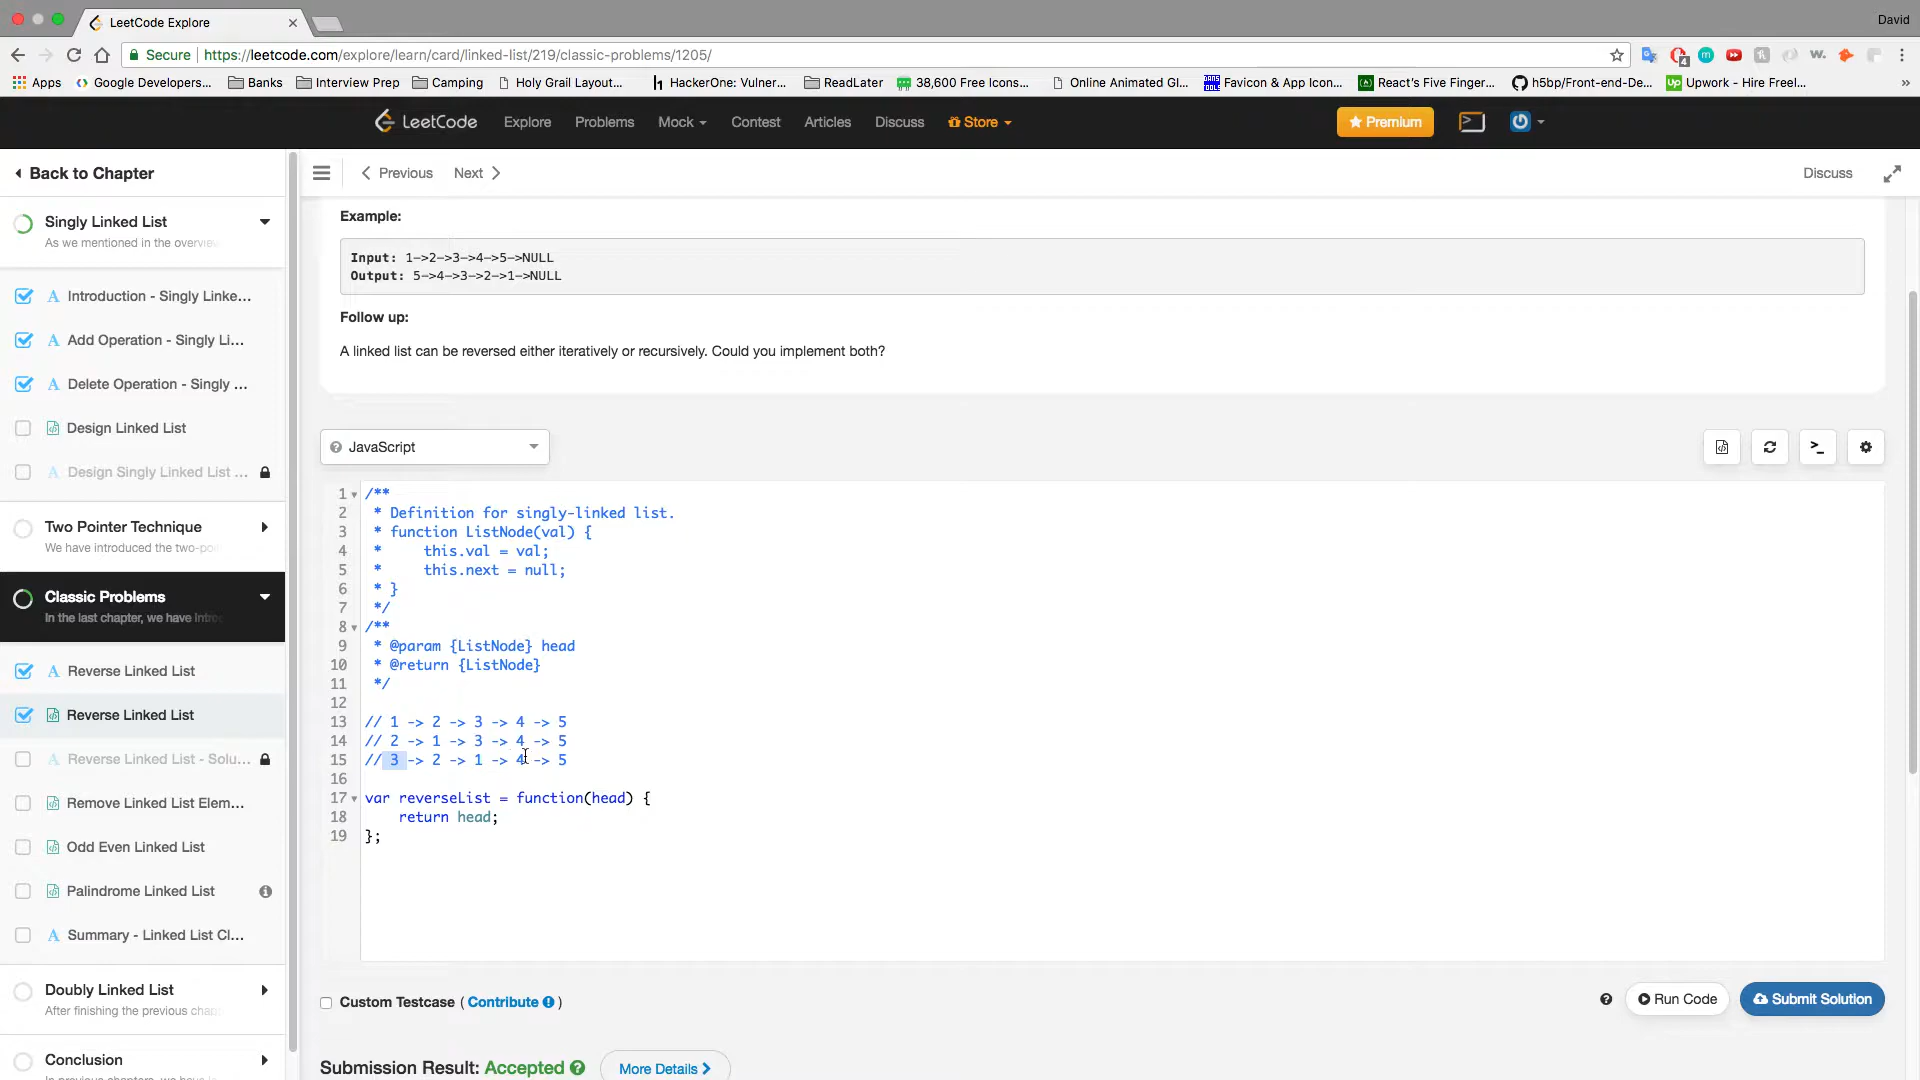 LeetCode Explore
David
Secure https://leetcode.com/explore/learn/card/linked-list/219/classic-problems/1205/
Apps Google Developers... Banks Interview Prep Camping Holy Grail Layout... HackerOne: Vulner... ReadLater 38,600 Free Icons... Online Animated Gl... Favicon & App Icon... React's Five Finger... h5bp/Front-end-De... Upwork - Hire Freel...
LeetCode Explore Problems Mock Contest Articles Discuss Store Premium
Back to Chapter
Previous Next Discuss
Singly Linked List
As we mentioned in the overview
Introduction - Singly Linke...
Add Operation - Singly Li...
Delete Operation - Singly ...
Design Linked List
Design Singly Linked List ...
Two Pointer Technique
We have introduced the two-poi
Classic Problems
In the last chapter, we have intro
Reverse Linked List
Reverse Linked List
Reverse Linked List - Solu...
Remove Linked List Elem...
Odd Even Linked List
Palindrome Linked List
Summary - Linked List Cl...
Doubly Linked List
After finishing the previous chap
Conclusion
Example:
Input: 1->2->3->4->5->NULL
Output: 5->4->3->2->1->NULL
Follow up:
A linked list can be reversed either iteratively or recursively. Could you implement both?
JavaScript
1 /**
2 * Definition for singly-linked list.
3 * function ListNode(val) {
4 * this.val = val;
5 * this.next = null;
6 * }
7 */
8 /**
9 * @param {ListNode} head
10 * @return {ListNode}
11 */
12
13 // 1 -> 2 -> 3 -> 4 -> 5
14 // 2 -> 1 -> 3 -> 4 -> 5
15 // 3 -> 2 -> 1 -> 4 -> 5
16
17 var reverseList = function(head) {
18 return head;
19 };
Custom Testcase ( Contribute )
Run Code Submit Solution
Submission Result: Accepted More Details